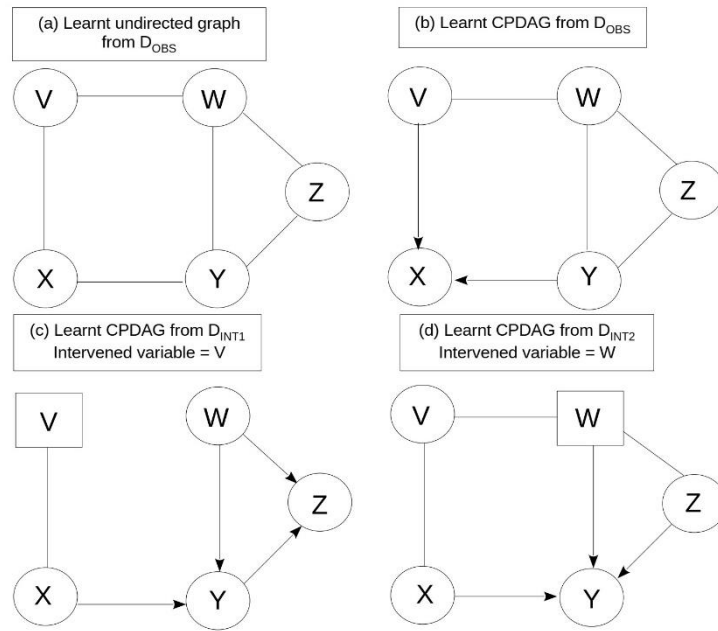 (a) Learnt undirected graph
from D_OBS
V
W
Z
X
Y
(b) Learnt CPDAG from D_OBS
V
W
Z
X
Y
(c) Learnt CPDAG from D_INT1
Intervened variable = V
V
W
Z
X
Y
(d) Learnt CPDAG from D_INT2
Intervened variable = W
V
W
Z
X
Y